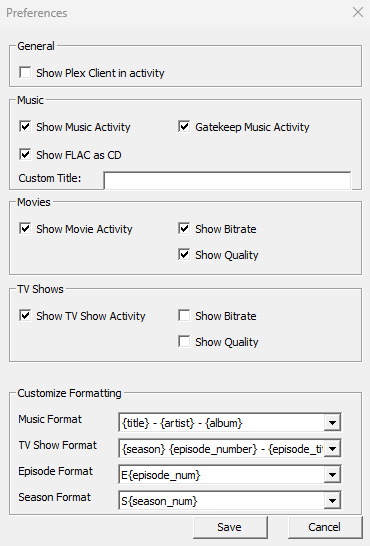 Preferences
General
Show Plex Client in activity
Music
Show Music Activity Gatekeep Music Activity
Show FLAC as CD
Custom Title:
Movies
Show Movie Activity Show Bitrate
Show Quality
TV Shows
Show TV Show Activity Show Bitrate
Show Quality
Customize Formatting
Music Format {title} - {artist} - {album}
TV Show Format {season} {episode_number} - {episode_ti
Episode Format E{episode_num}
Season Format S{season_num}
Save Cancel